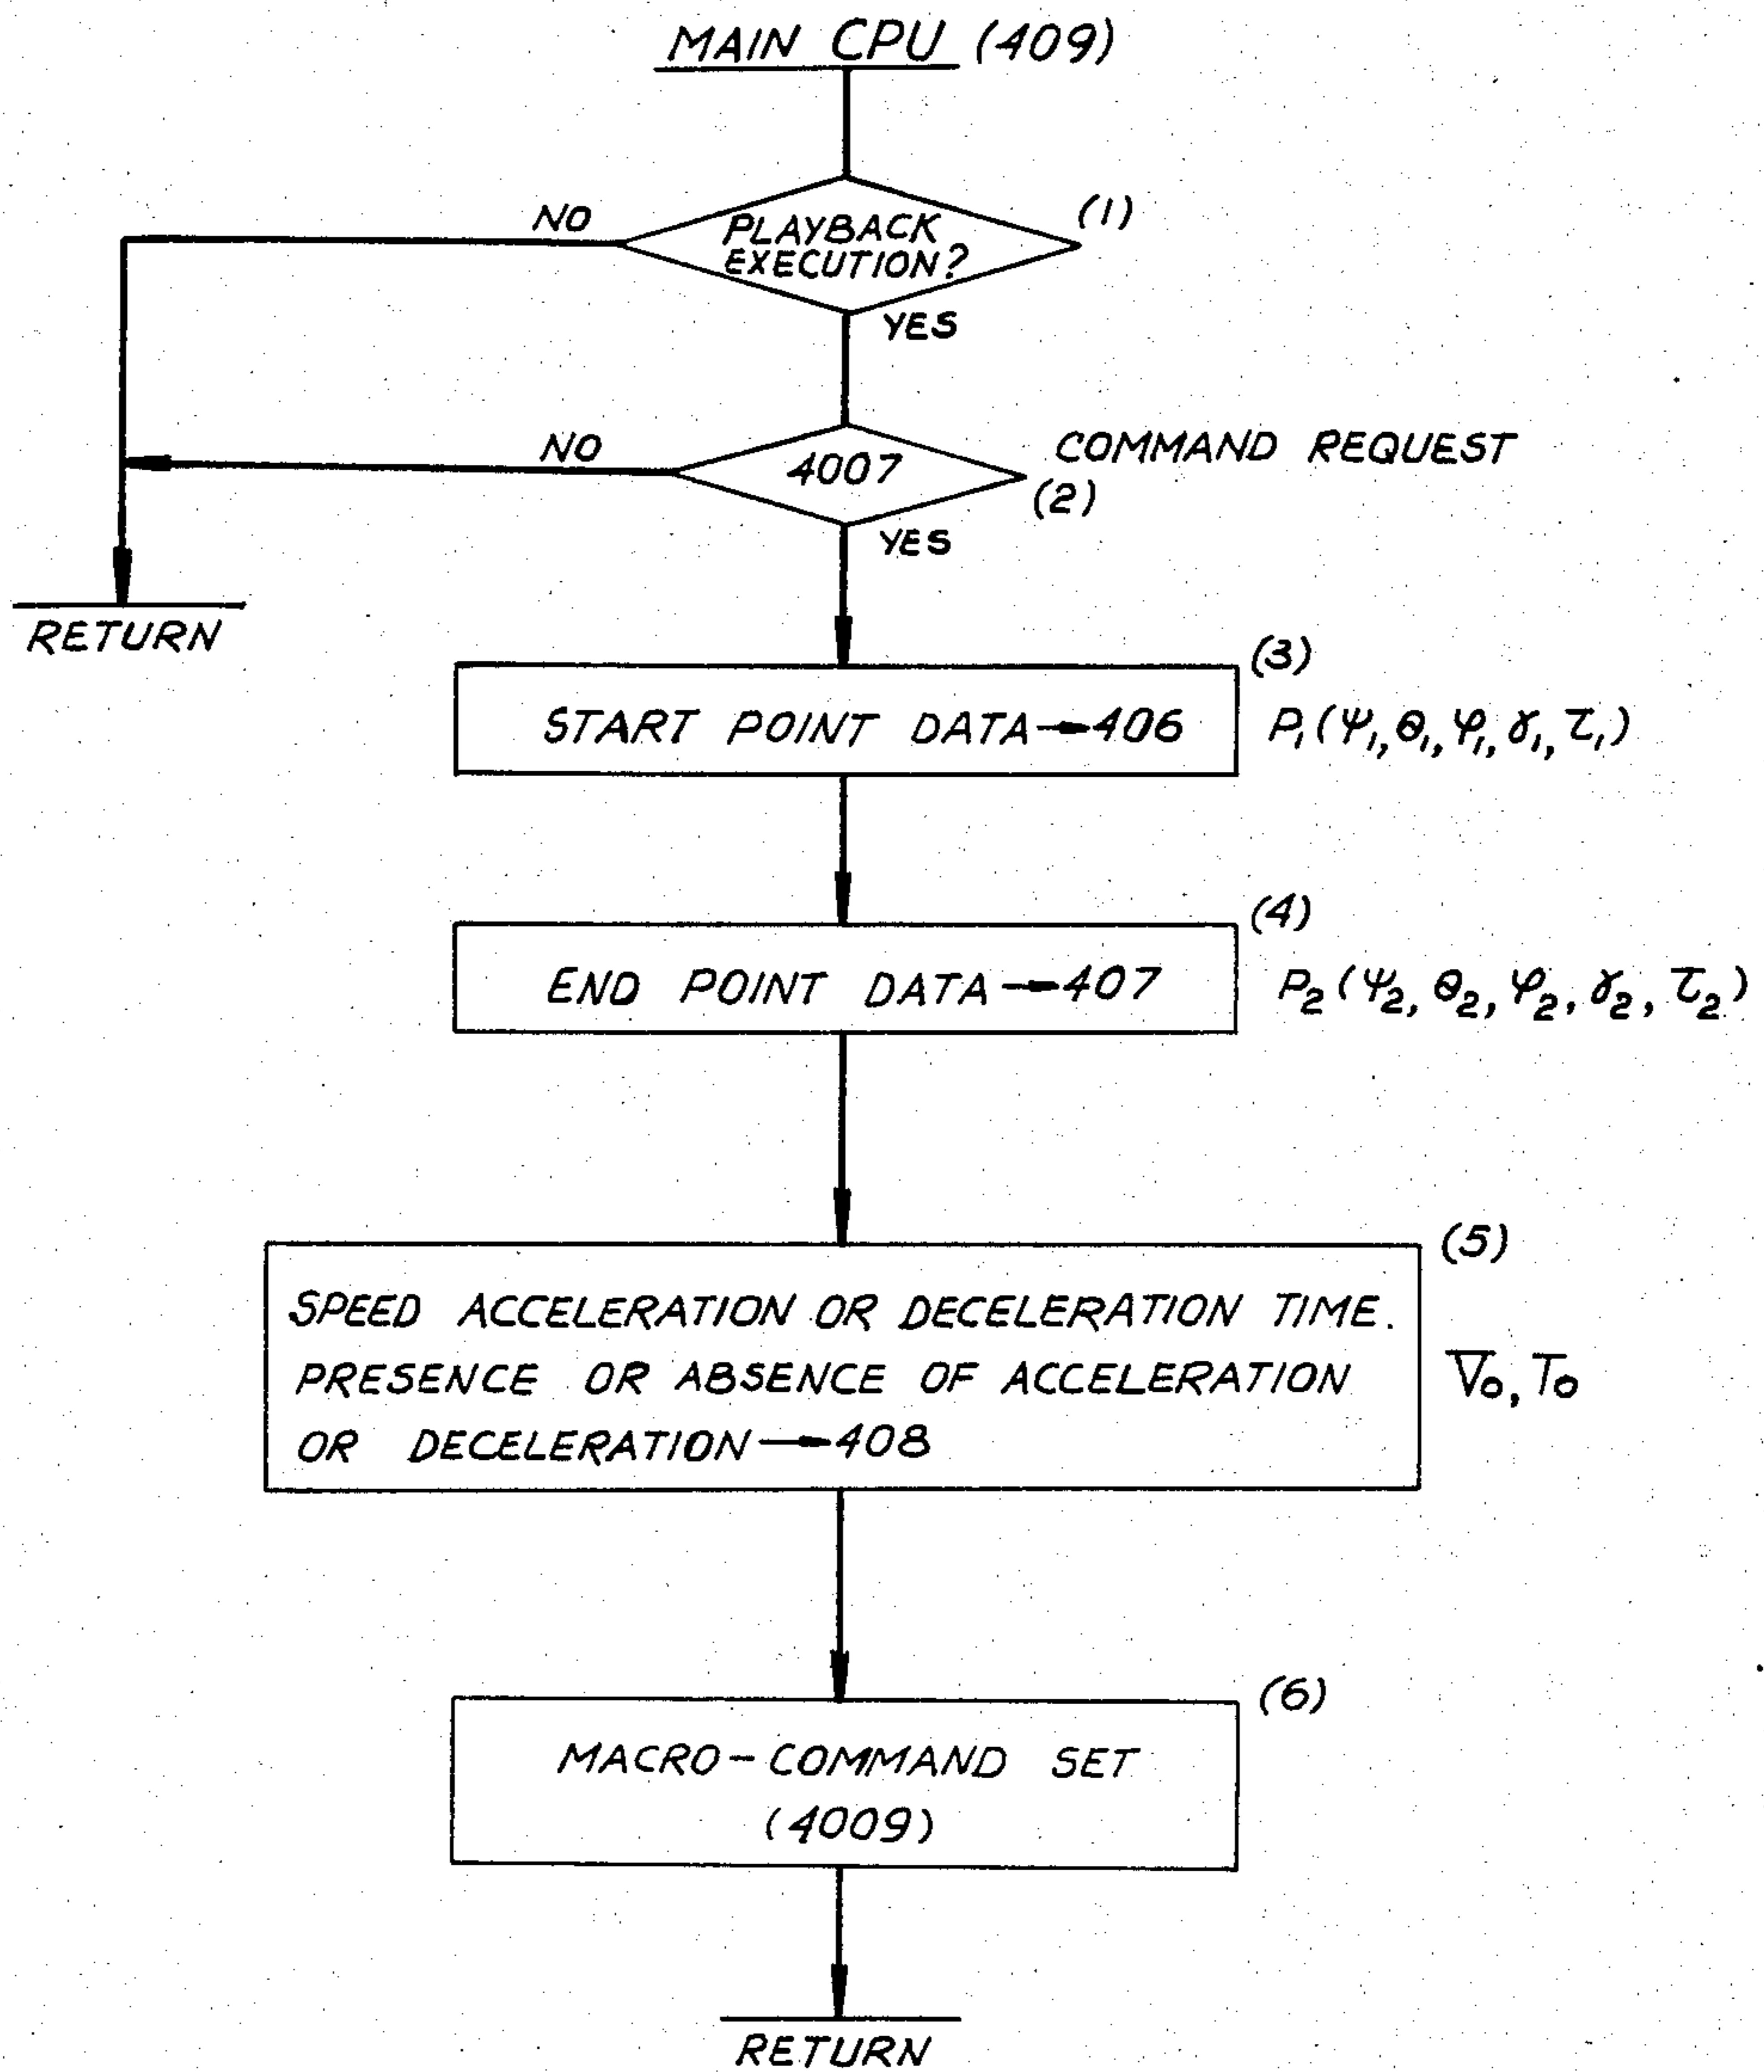 MAIN CPU (409)
NO
PLAYBACK
EXECUTION?
(1)
YES
NO
4007
COMMAND REQUEST
(2)
YES
RETURN
(3)
START POINT DATA→406
P₁(ψ₁,θ₁,φ₁,γ₁,τ₁)
(4)
END POINT DATA→407
P₂(ψ₂,θ₂,φ₂,γ₂,τ₂)
(5)
SPEED ACCELERATION OR DECELERATION TIME.
PRESENCE OR ABSENCE OF ACCELERATION
OR DECELERATION→408
V₀,T₀
(6)
MACRO-COMMAND SET
(4009)
RETURN